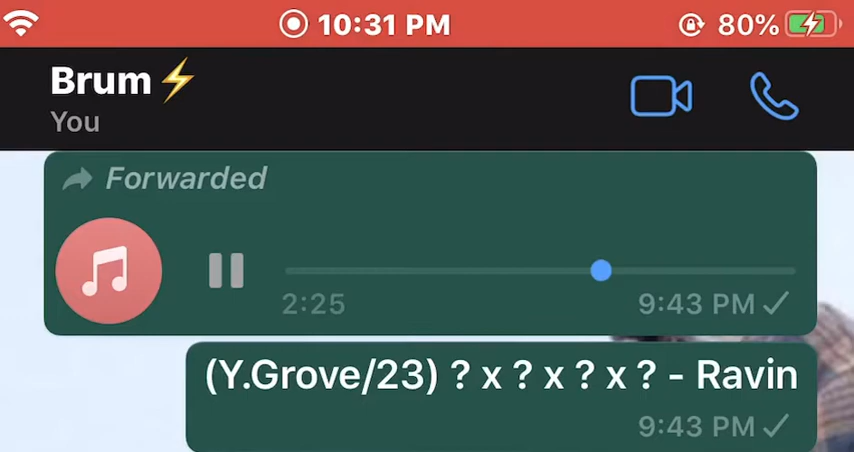 10:31 PM 80%
Brum⚡
You
Forwarded
2:25 9:43 PM
(Y.Grove/23) ? x ? x ? x ? - Ravin
9:43 PM